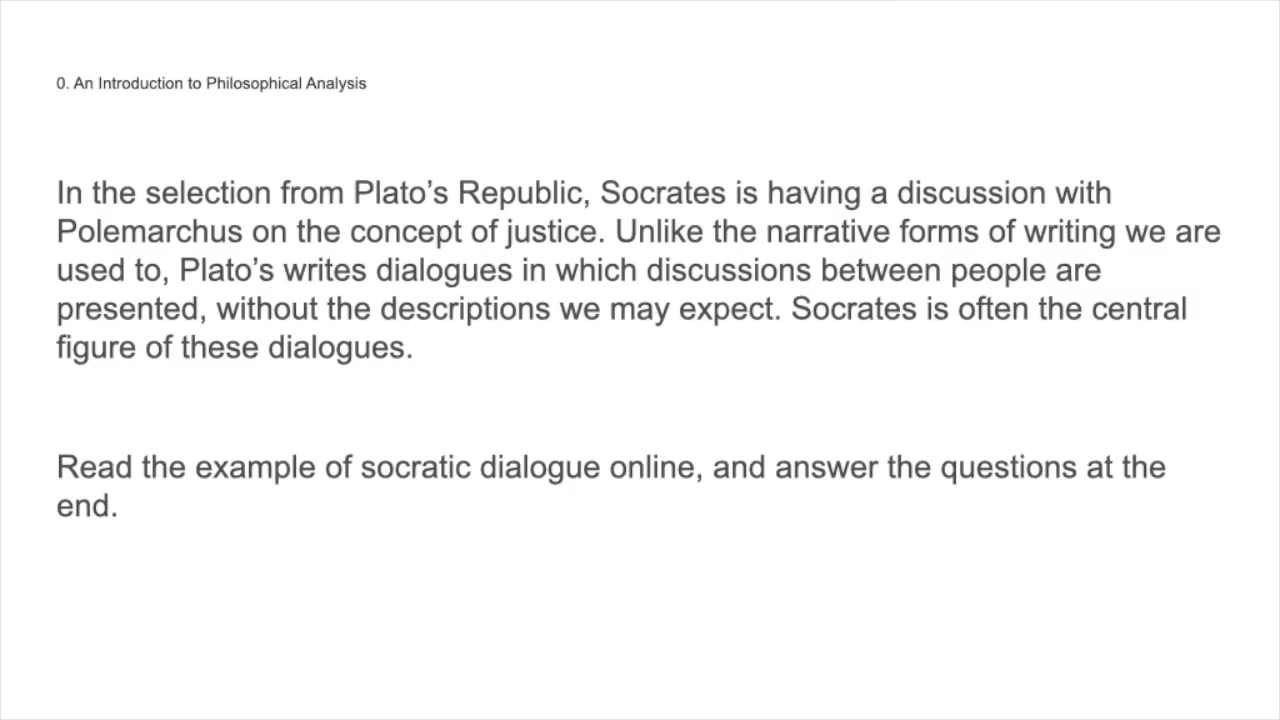 0. An Introduction to Philosophical Analysis
In the selection from Plato’s Republic, Socrates is having a discussion with
Polemarchus on the concept of justice. Unlike the narrative forms of writing we are
used to, Plato’s writes dialogues in which discussions between people are
presented, without the descriptions we may expect. Socrates is often the central
figure of these dialogues.
Read the example of socratic dialogue online, and answer the questions at the
end.